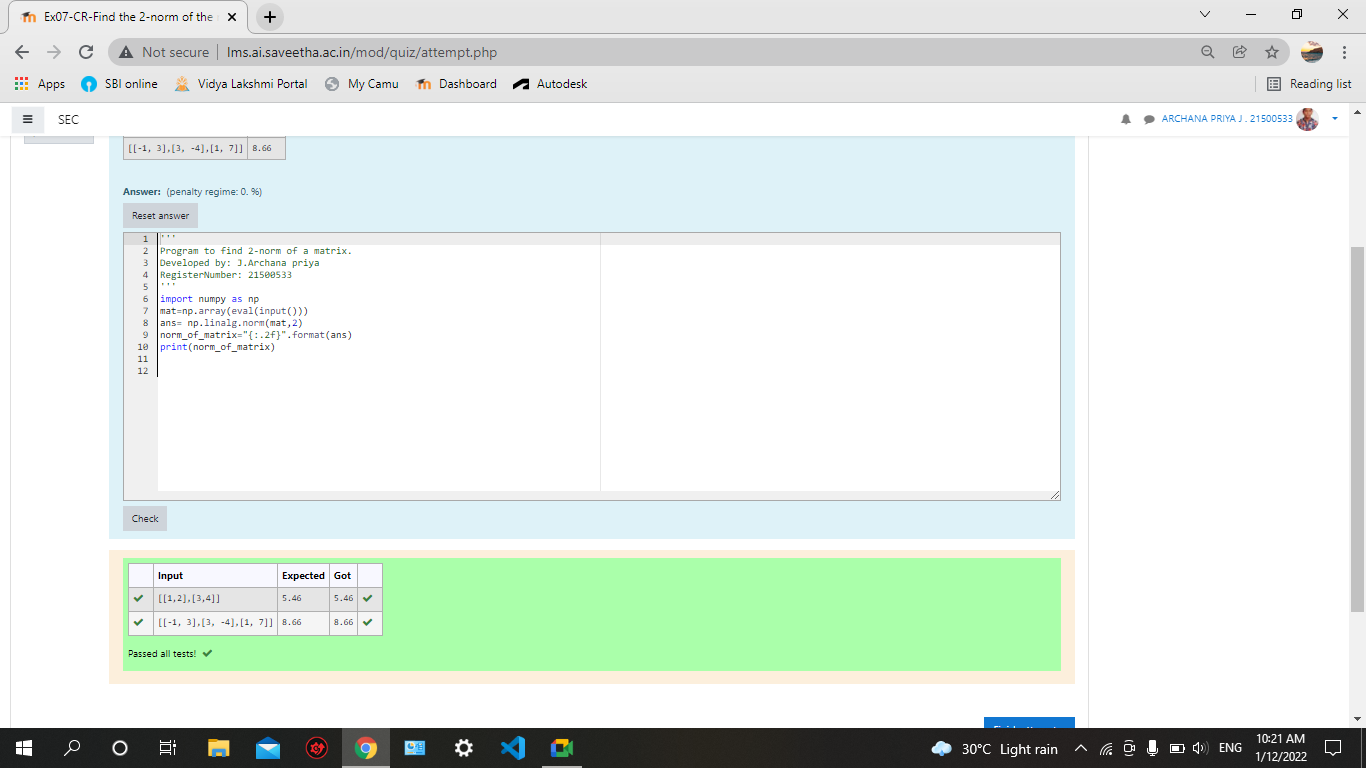 Ex07-CR-Find the 2-norm of the
Not secure lms.ai.saveetha.ac.in/mod/quiz/attempt.php
Apps SBI online Vidya Lakshmi Portal My Camu Dashboard Autodesk Reading list
SEC ARCHANA PRIYA J . 21500533
[[-1, 3],[3, -4],[1, 7]] 8.66
Answer: (penalty regime: 0. %)
Reset answer
1 '''
2 Program to find 2-norm of a matrix.
3 Developed by: J.Archana priya
4 RegisterNumber: 21500533
5 '''
6 import numpy as np
7 mat=np.array(eval(input()))
8 ans= np.linalg.norm(mat,2)
9 norm_of_matrix="{:.2f}".format(ans)
10 print(norm_of_matrix)
11
12
Check
Input Expected Got
[[1,2],[3,4]] 5.46 5.46
[[-1, 3],[3, -4],[1, 7]] 8.66 8.66
Passed all tests!
30°C Light rain ENG 10:21 AM
1/12/2022